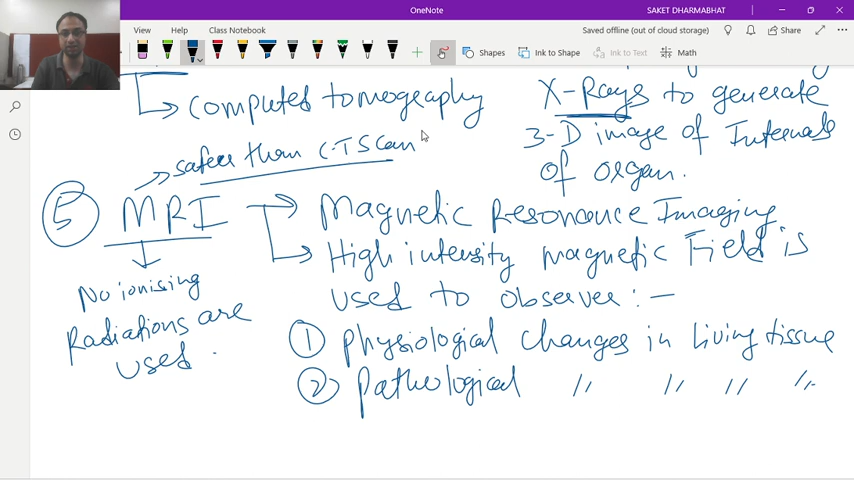 OneNote
SAKET DHARMABHAT
View Help Class Notebook
Saved offline (out of cloud storage)
Share
Shapes
Ink to Shape
Ink to Text
Math
Computed tomography
X-Rays to generate
3-D image of Internals
of organ.
safer than C.T Scan
5 MRI
Magnetic Resonance Imaging
High intensity magnetic Field is
used to observer :-
No ionising
Radiations are
used.
1 Physiological changes in living tissue
2 Pathological " " " "